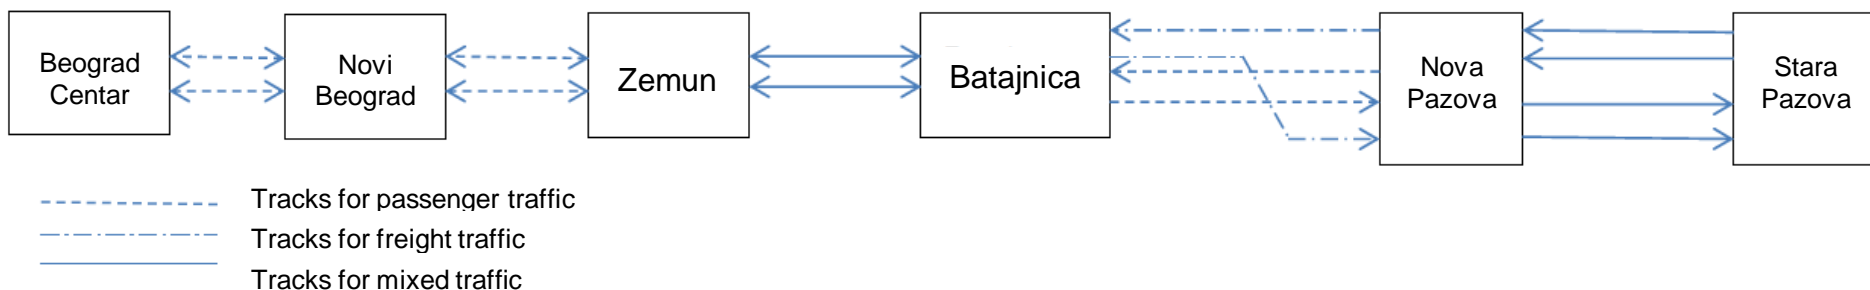 Beograd
Centar
Novi
Beograd
Zemun
Batajnica
Nova
Pazova
Stara
Pazova
Tracks for passenger traffic
Tracks for freight traffic
Tracks for mixed traffic